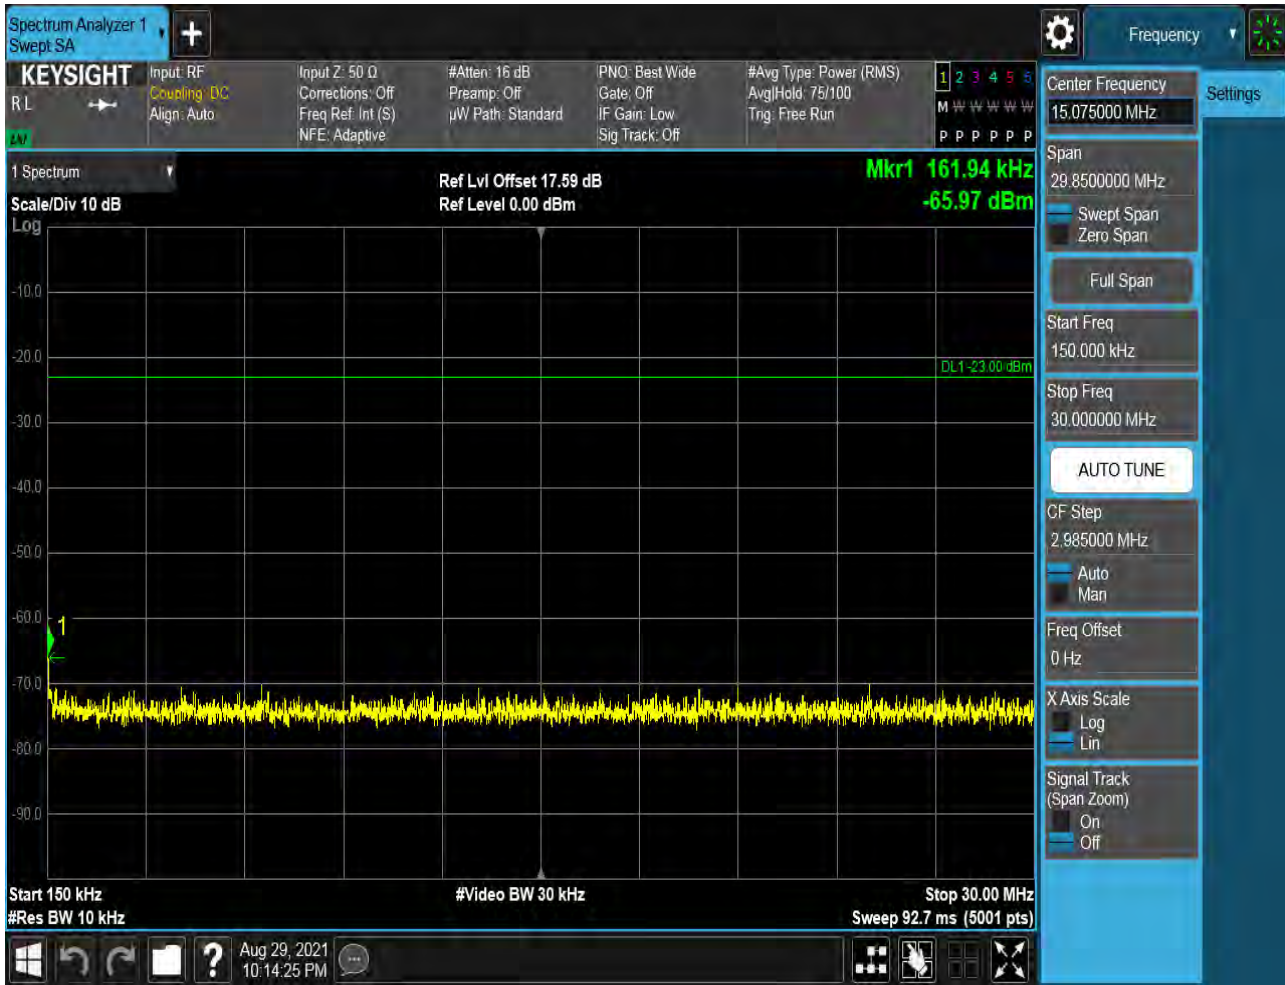 Spectrum Analyzer 1
Swept SA
Frequency
KEYSIGHT
R L
LXI
Input: RF
Coupling: DC
Align: Auto
Input Z: 50 Ω
Corrections: Off
Freq Ref: Int (S)
NFE: Adaptive
#Atten: 16 dB
Preamp: Off
µW Path: Standard
PNO: Best Wide
Gate: Off
IF Gain: Low
Sig Track: Off
#Avg Type: Power (RMS)
Avg|Hold: 75/100
Trig: Free Run
1 2 3 4 5 6
M W W W W W
P P P P P P
1 Spectrum
Scale/Div 10 dB
Log
Ref Lvl Offset 17.59 dB
Ref Level 0.00 dBm
Mkr1 161.94 kHz
-65.97 dBm
-10.0
-20.0
DL1 -23.00 dBm
-30.0
-40.0
-50.0
-60.0
1
-70.0
-80.0
-90.0
Start 150 kHz
#Video BW 30 kHz
Stop 30.00 MHz
#Res BW 10 kHz
Sweep 92.7 ms (5001 pts)
Center Frequency
15.075000 MHz
Settings
Span
29.8500000 MHz
Swept Span
Zero Span
Full Span
Start Freq
150.000 kHz
Stop Freq
30.000000 MHz
AUTO TUNE
CF Step
2.985000 MHz
Auto
Man
Freq Offset
0 Hz
X Axis Scale
Log
Lin
Signal Track
(Span Zoom)
On
Off
?
Aug 29, 2021
10:14:25 PM